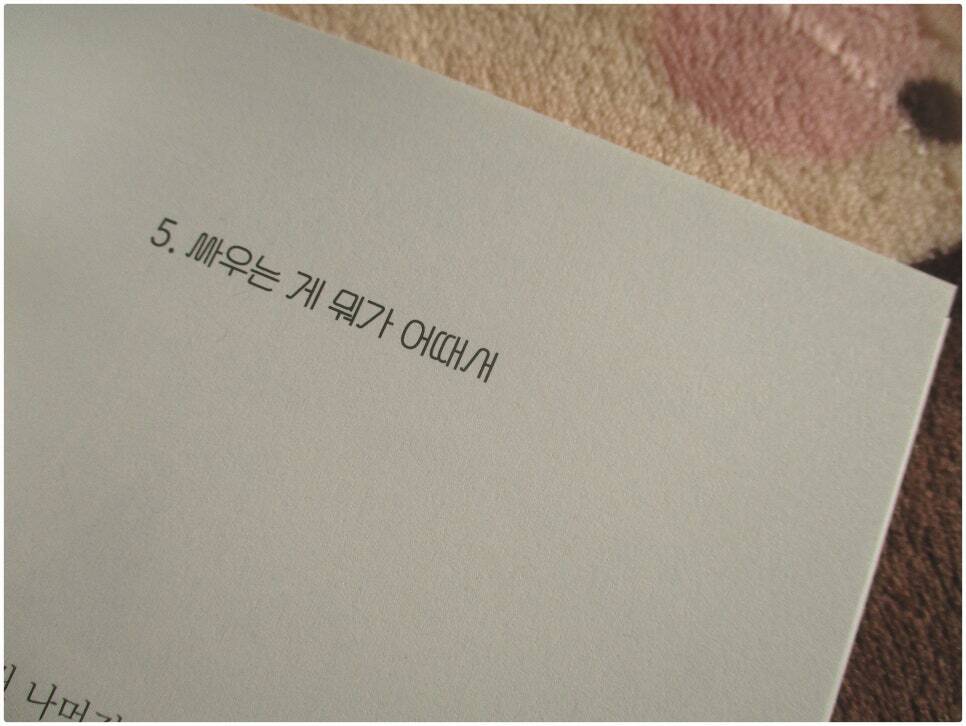 5. 싸우는 게 뭐가 어때서